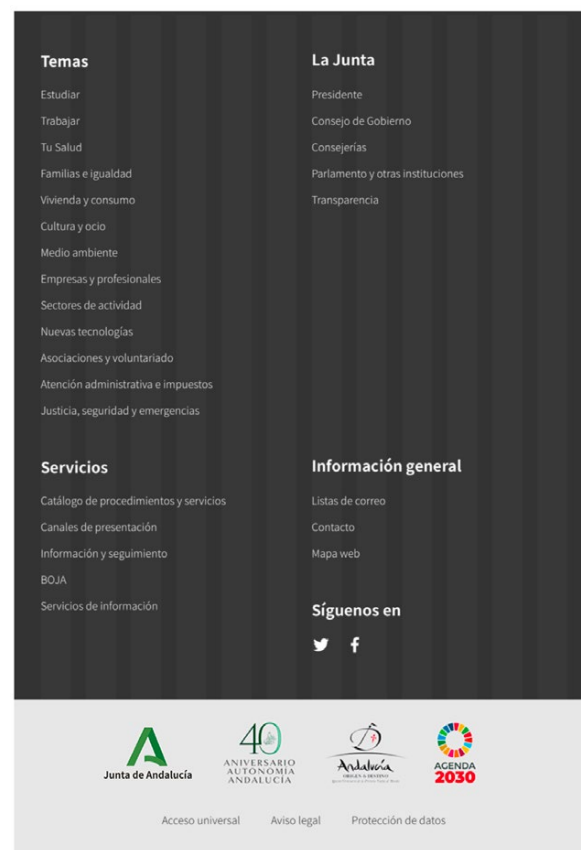 Temas
Estudiar
Trabajar
Tu Salud
Familias e igualdad
Vivienda y consumo
Cultura y ocio
Medio ambiente
Empresas y profesionales
Sectores de actividad
Nuevas tecnologías
Asociaciones y voluntariado
Atención administrativa e impuestos
Justicia, seguridad y emergencias
La Junta
Presidente
Consejo de Gobierno
Consejerías
Parlamento y otras instituciones
Transparencia
Servicios
Catálogo de procedimientos y servicios
Canales de presentación
Información y seguimiento
BOJA
Servicios de información
Información general
Listas de correo
Contacto
Mapa web
Síguenos en
Junta de Andalucía
40
ANIVERSARIO
AUTONOMÍA
ANDALUCÍA
Andalucía
ORIGEN & DESTINO
AGENDA
2030
Acceso universal
Aviso legal
Protección de datos